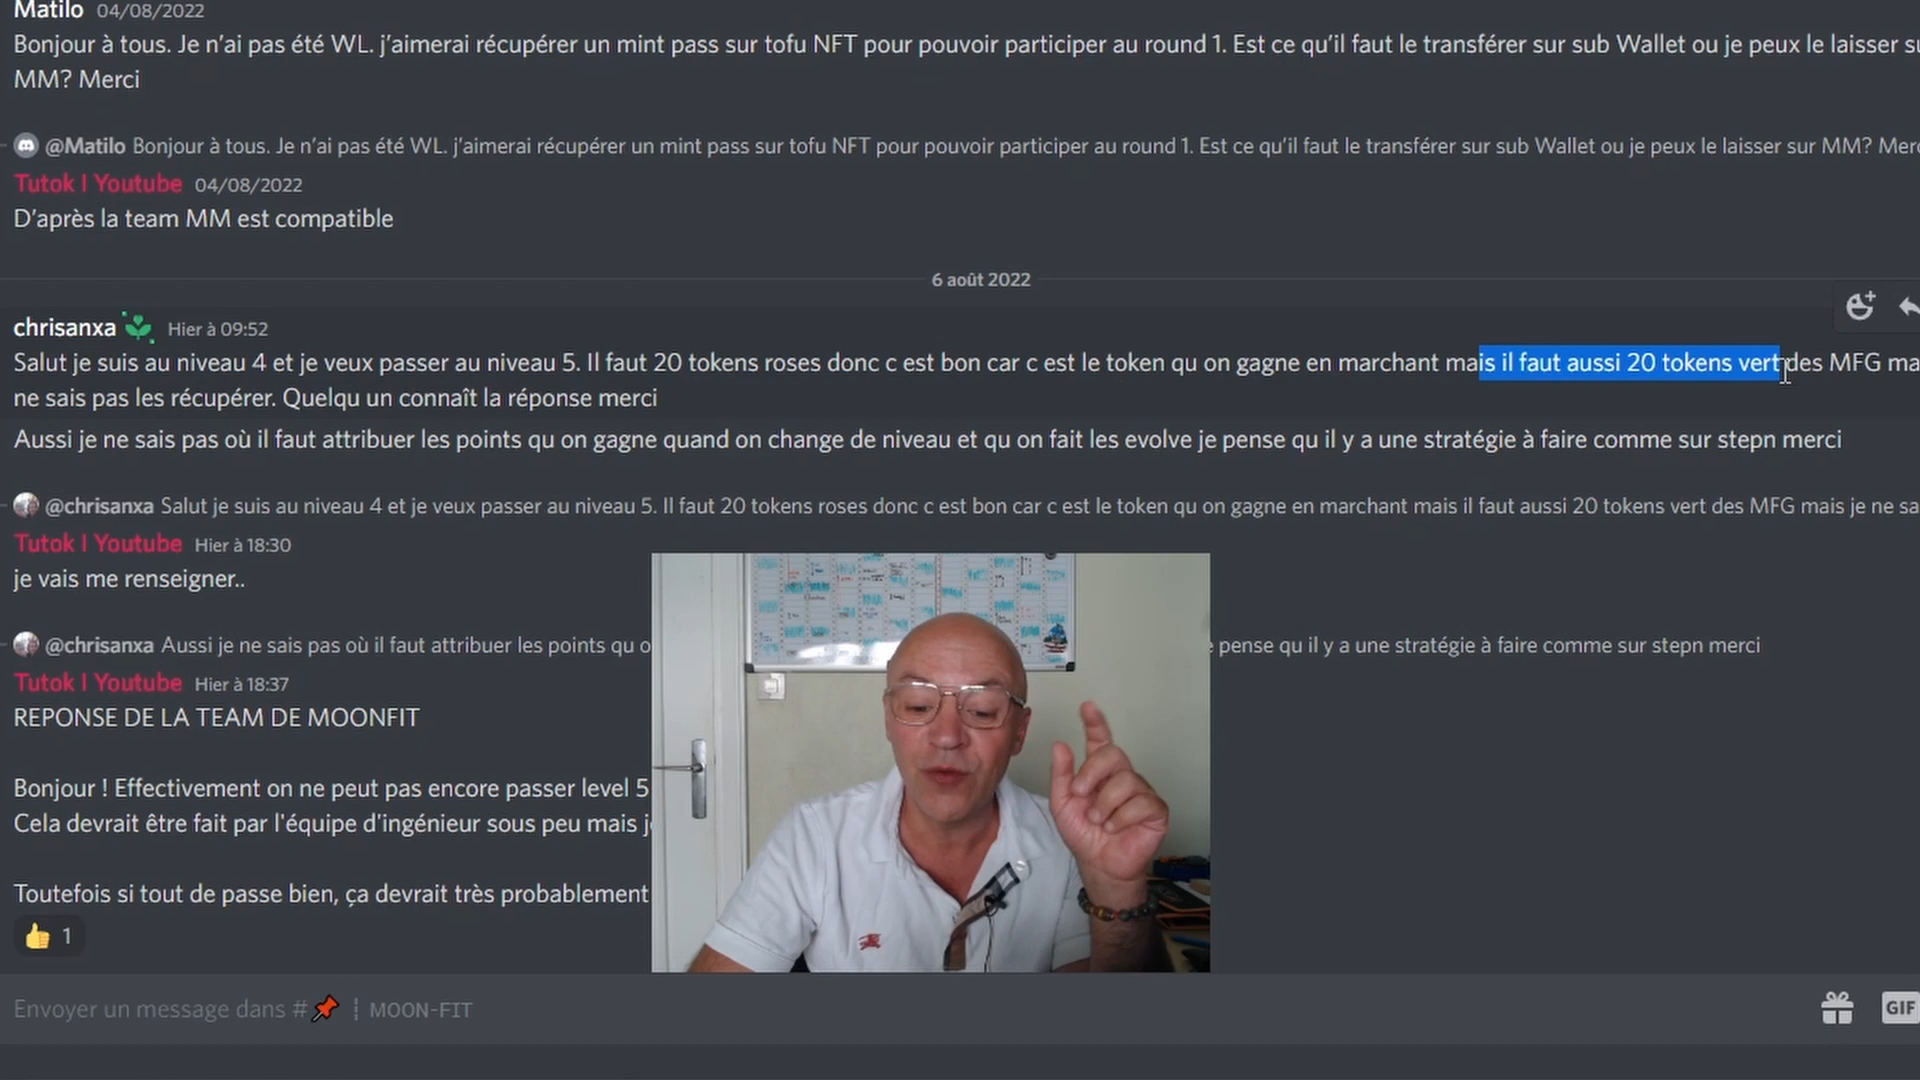 Matilo 04/08/2022
Bonjour à tous. Je n'ai pas été WL. j'aimerai récupérer un mint pass sur tofu NFT pour pouvoir participer au round 1. Est ce qu'il faut le transférer sur sub Wallet ou je peux le laisser
MM? Merci
@Matilo Bonjour à tous. Je n'ai pas été WL. j'aimerai récupérer un mint pass sur tofu NFT pour pouvoir participer au round 1. Est ce qu'il faut le transférer sur sub Wallet ou je peux le laisser sur MM?
Tutok I Youtube 04/08/2022
D'après la team MM est compatible
6 août 2022
chrisanxa Hier à 09:52
Salut je suis au niveau 4 et je veux passer au niveau 5. Il faut 20 tokens roses donc c est bon car c est le token qu on gagne en marchant mais il faut aussi 20 tokens vert des MFG
ne sais pas les récupérer. Quelqu un connaît la réponse merci
Aussi je ne sais pas où il faut attribuer les points qu on gagne quand on change de niveau et qu on fait les evolve je pense qu il y a une stratégie à faire comme sur stepn merci
@chrisanxa Salut je suis au niveau 4 et je veux passer au niveau 5. Il faut 20 tokens roses donc c est bon car c est le token qu on gagne en marchant mais il faut aussi 20 tokens vert des MFG mais je ne
Tutok I Youtube Hier à 18:30
je vais me renseigner..
@chrisanxa Aussi je ne sais pas où il faut attribuer les points qu pense qu il y a une stratégie à faire comme sur stepn merci
Tutok I Youtube Hier à 18:37
REPONSE DE LA TEAM DE MOONFIT
Bonjour ! Effectivement on ne peut pas encore passer level 5
Cela devrait être fait par l'équipe d'ingénieur sous peu mais
Toutefois si tout de passe bien, ça devrait très probablement
1
Envoyer un message dans # ┊ MOON-FIT
GIF